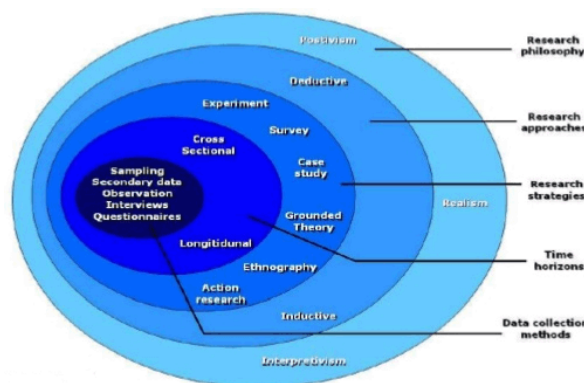 Positivism
Research
philosophy
Deductive
Research
approaches
Experiment
Survey
Cross
Sectional
Case
study
Sampling
Secondary data
Observation
Interviews
Questionnaires
Research
strategies
Realism
Grounded
Theory
Longitidunal
Time
horizons
Ethnography
Action
research
Inductive
Data collection
methods
Interpretivism